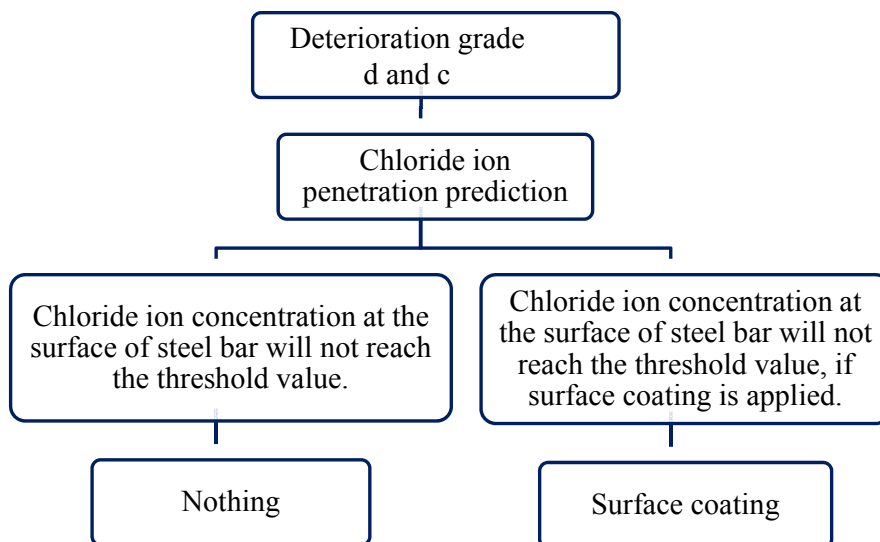 Deterioration grade
d and c
Chloride ion
penetration prediction
Chloride ion concentration at the
surface of steel bar will not reach
the threshold value.
Chloride ion concentration at
the surface of steel bar will not
reach the threshold value, if
surface coating is applied.
Nothing
Surface coating